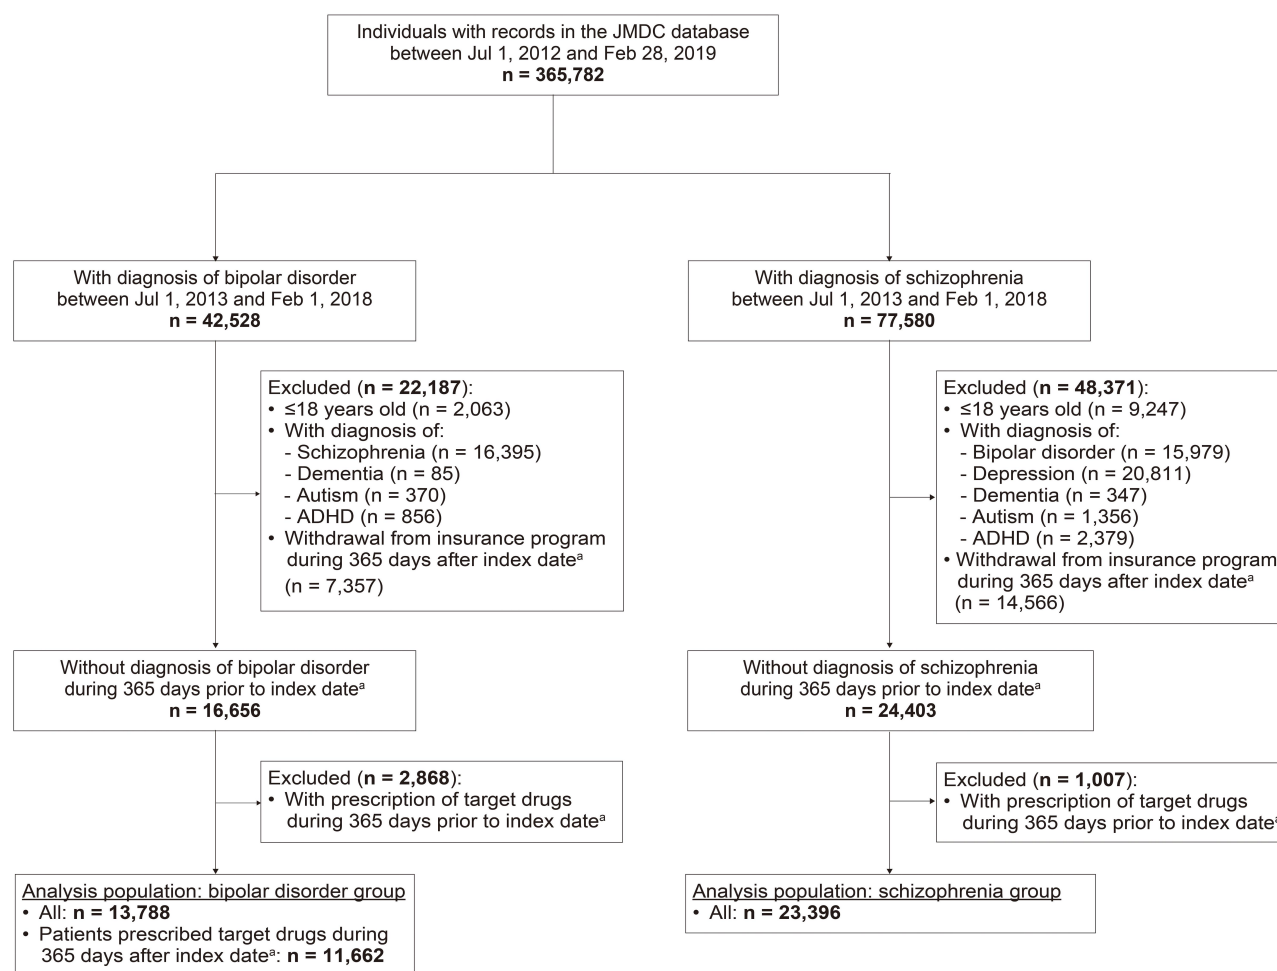 Individuals with records in the JMDC database
between Jul 1, 2012 and Feb 28, 2019
n = 365,782
With diagnosis of bipolar disorder
between Jul 1, 2013 and Feb 1, 2018
n = 42,528
With diagnosis of schizophrenia
between Jul 1, 2013 and Feb 1, 2018
n = 77,580
Excluded (n = 22,187):
• ≤18 years old (n = 2,063)
• With diagnosis of:
- Schizophrenia (n = 16,395)
- Dementia (n = 85)
- Autism (n = 370)
- ADHD (n = 856)
• Withdrawal from insurance program
during 365 days after index dateᵃ
(n = 7,357)
Excluded (n = 48,371):
• ≤18 years old (n = 9,247)
• With diagnosis of:
- Bipolar disorder (n = 15,979)
- Depression (n = 20,811)
- Dementia (n = 347)
- Autism (n = 1,356)
- ADHD (n = 2,379)
• Withdrawal from insurance program
during 365 days after index dateᵃ
(n = 14,566)
Without diagnosis of bipolar disorder
during 365 days prior to index dateᵃ
n = 16,656
Without diagnosis of schizophrenia
during 365 days prior to index dateᵃ
n = 24,403
Excluded (n = 2,868):
• With prescription of target drugs
during 365 days prior to index dateᵃ
Excluded (n = 1,007):
• With prescription of target drugs
during 365 days prior to index dateᵃ
Analysis population: bipolar disorder group
• All: n = 13,788
• Patients prescribed target drugs during
365 days after index dateᵃ: n = 11,662
Analysis population: schizophrenia group
• All: n = 23,396